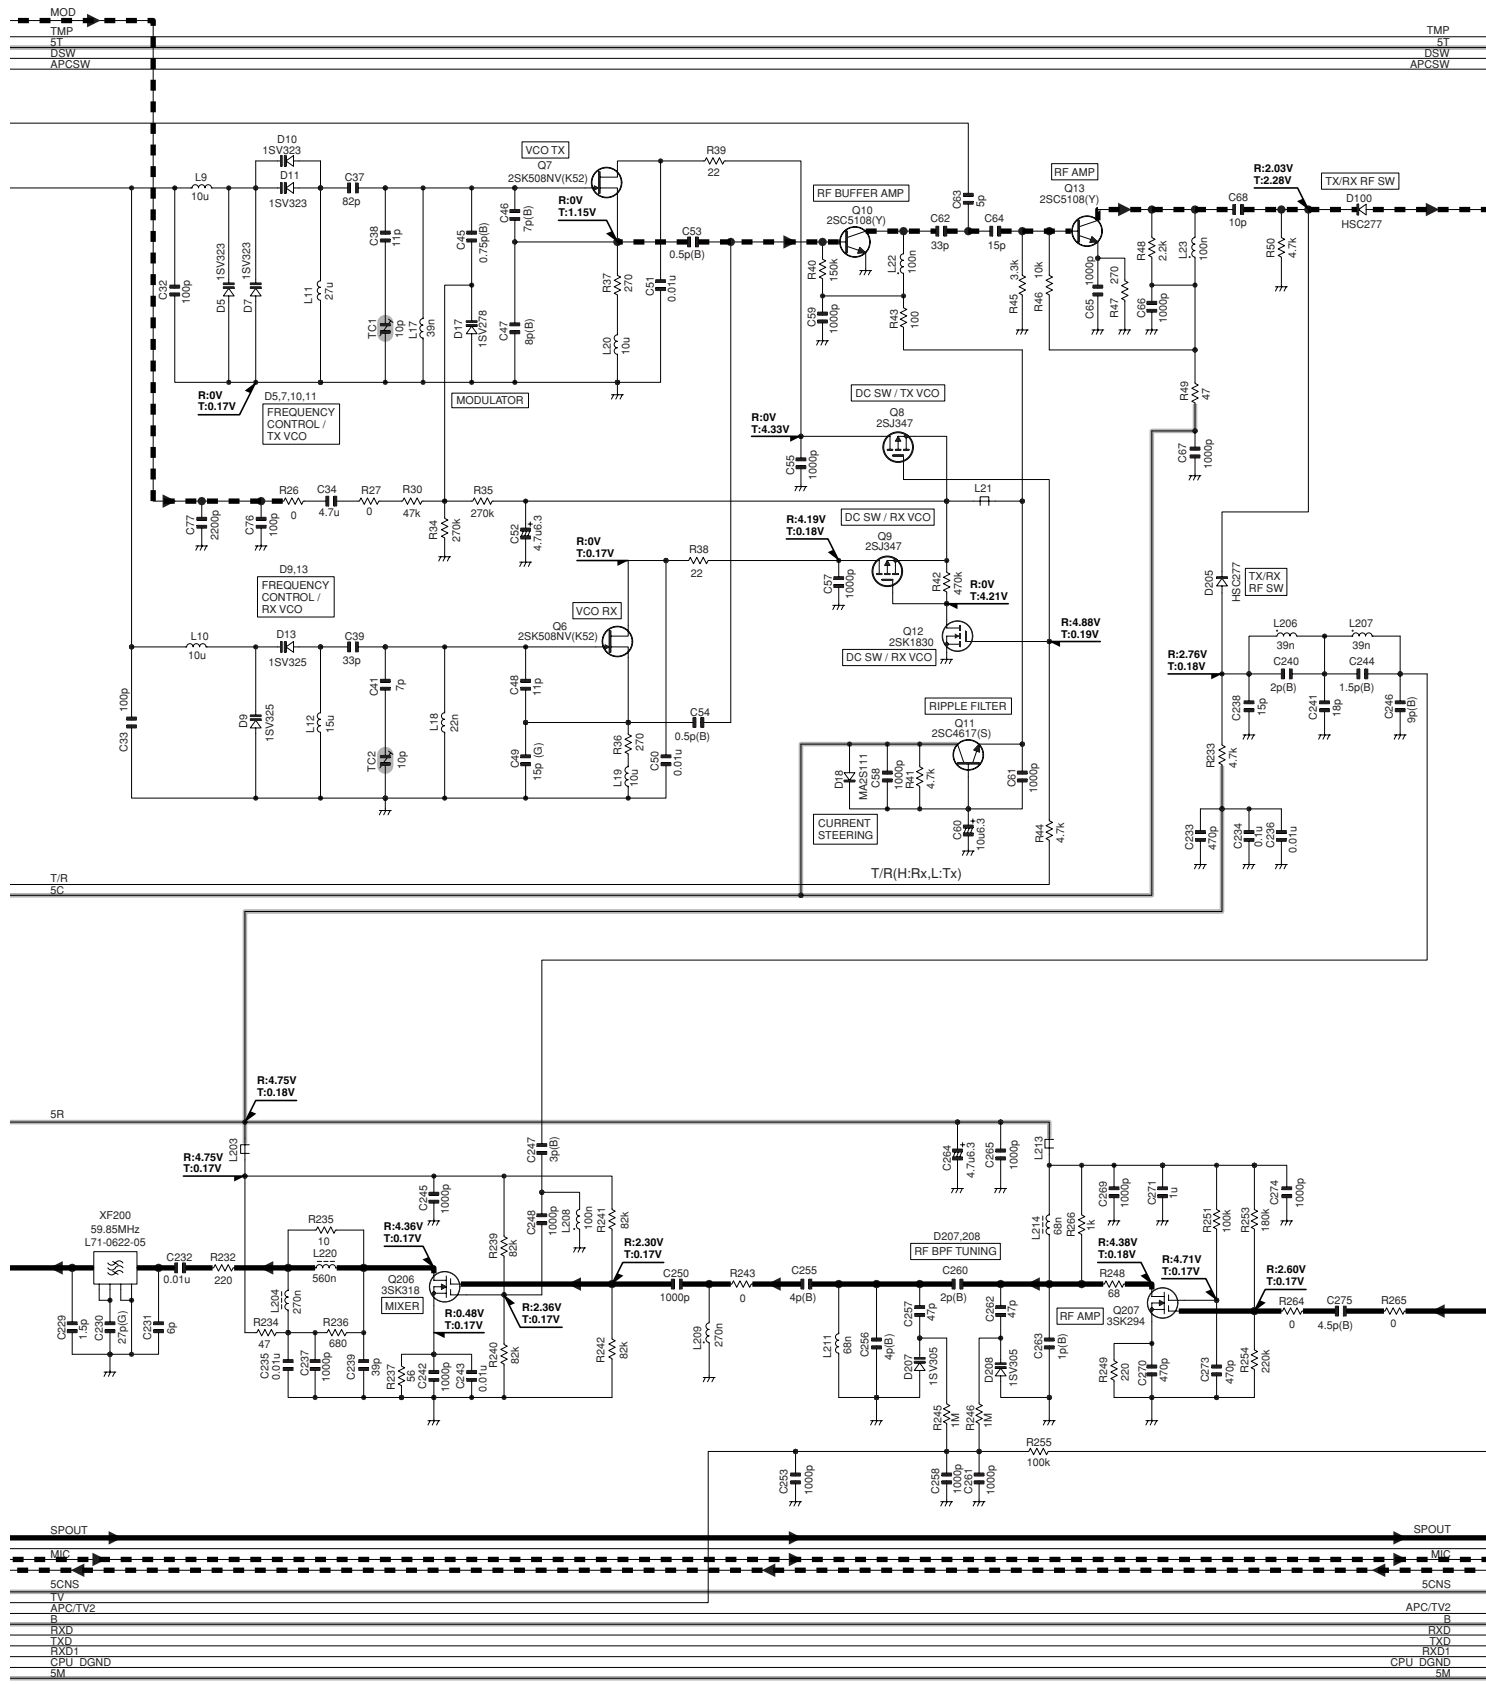 MOD
TMP TMP
5T 5T
DSW DSW
APCSW APCSW
D10
1SV323
D11
1SV323
L9
10u
C37
82p
VCO TX
Q7
2SK508NV(K52)
R39
22
R:0V
T:1.15V
C46
7p(B)
C38
11p
C45
0.75p(B)
C53
0.5p(B)
RF BUFFER AMP
Q10
2SC5108(Y)
C62
33p
C63
5p
C64
15p
RF AMP
Q13
2SC5108(Y)
R:2.03V
T:2.28V
TX/RX RF SW
D100
HSC277
C68
10p
C32
100p
D5
1SV323
D7
1SV323
L11
27u
TC1
10p
L17
39n
D17
1SV278
C47
8p(B)
R37
270
L20
10u
C51
0.01u
R40
150k
C59
1000p
L22
100n
R43
100
R45
3.3k
R46
10k
C65
1000p
R47
270
R48
2.2k
C66
1000p
L23
100n
R50
4.7k
R:0V
T:0.17V
D5,7,10,11
FREQUENCY
CONTROL /
TX VCO
MODULATOR
DC SW / TX VCO
Q8
2SJ347
R:0V
T:4.33V
C55
1000p
R49
47
C67
1000p
R26
0
C34
4.7u
R27
0
R30
47k
R35
270k
C77
2200p
C76
100p
R34
270k
C52
4.7u6.3
L21
R:4.19V
T:0.18V
DC SW / RX VCO
Q9
2SJ347
R:0V
T:0.17V
R38
22
C57
1000p
R42
470k
R:0V
T:4.21V
D9,13
FREQUENCY
CONTROL /
RX VCO
VCO RX
Q6
2SK508NV(K52)
Q12
2SK1830
DC SW / RX VCO
R:4.88V
T:0.19V
D205
HSC277
TX/RX
RF SW
L10
10u
D13
1SV325
C39
33p
L206
39n
L207
39n
R:2.76V
T:0.18V
C240
2p(B)
C244
1.5p(B)
C33
100p
D9
1SV325
L12
15u
C41
7p
TC2
10p
L18
22n
C48
11p
C49
15p (G)
R36
270
L19
10u
C50
0.01u
C54
0.5p(B)
RIPPLE FILTER
Q11
2SC4617(S)
C238
15p
C241
18p
C246
9p(B)
R233
4.7k
D18
MA2S111
C58
1000p
R41
4.7k
C61
1000p
CURRENT
STEERING
C60
10u6.3
R44
4.7k
C233
470p
C234
0.1u
C236
0.01u
T/R
T/R(H:Rx,L:Tx)
5C
R:4.75V
T:0.18V
5R
L203
R:4.75V
T:0.17V
C247
3p(B)
C264
4.7u6.3
C265
1000p
L213
C245
1000p
C248
1000p
L208
100n
R241
82k
R239
82k
L214
68n
R266
1k
C269
1000p
C271
1u
R251
100k
R253
180k
C274
1000p
XF200
59.85MHz
L71-0622-05
R235
10
L220
560n
C232
0.01u
R232
220
R:4.36V
T:0.17V
Q206
3SK318
MIXER
R:2.30V
T:0.17V
C250
1000p
R243
0
C255
4p(B)
D207,208
RF BPF TUNING
C260
2p(B)
R:4.38V
T:0.18V
R248
68
R:4.71V
T:0.17V
R:2.60V
T:0.17V
RF AMP
Q207
3SK294
R264
0
C275
4.5p(B)
R265
0
R:0.48V
T:0.17V
R:2.36V
T:0.17V
C229
1.5p
C230
27p(G)
C231
6p
L204
270n
R234
47
R236
680
C235
0.01u
C237
1000p
C239
39p
R237
56
C242
1000p
C243
0.01u
R240
82k
R242
82k
L209
270n
L211
68n
C256
4p(B)
C257
47p
D207
1SV305
C262
47p
D208
1SV305
C263
1p(B)
R249
220
C270
470p
C273
470p
R254
220k
R245
1M
R246
1M
R255
100k
C253
1000p
C258
1000p
C261
1000p
SPOUT SPOUT
MIC MIC
5CNS 5CNS
TV
APC/TV2 APC/TV2
B B
RXD RXD
TXD TXD
RXD1 RXD1
CPU DGND CPU DGND
5M 5M